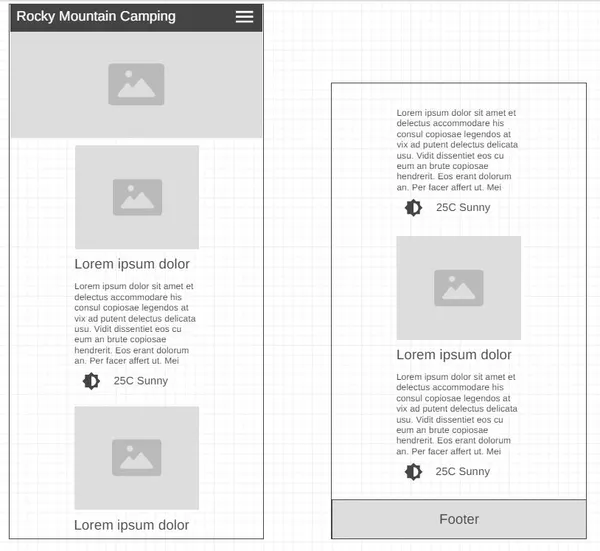 Rocky Mountain Camping
Lorem ipsum dolor
Lorem ipsum dolor sit amet et
delectus accommodare his
consul copiosae legendos at
vix ad putent delectus delicata
usu. Vidit dissentiet eos cu
eum an brute copiosae
hendrerit. Eos erant dolorum
an. Per facer affert ut. Mei
25C Sunny
Lorem ipsum dolor
Lorem ipsum dolor sit amet et
delectus accommodare his
consul copiosae legendos at
vix ad putent delectus delicata
usu. Vidit dissentiet eos cu
eum an brute copiosae
hendrerit. Eos erant dolorum
an. Per facer affert ut. Mei
25C Sunny
Lorem ipsum dolor
Lorem ipsum dolor sit amet et
delectus accommodare his
consul copiosae legendos at
vix ad putent delectus delicata
usu. Vidit dissentiet eos cu
eum an brute copiosae
hendrerit. Eos erant dolorum
an. Per facer affert ut. Mei
25C Sunny
Footer